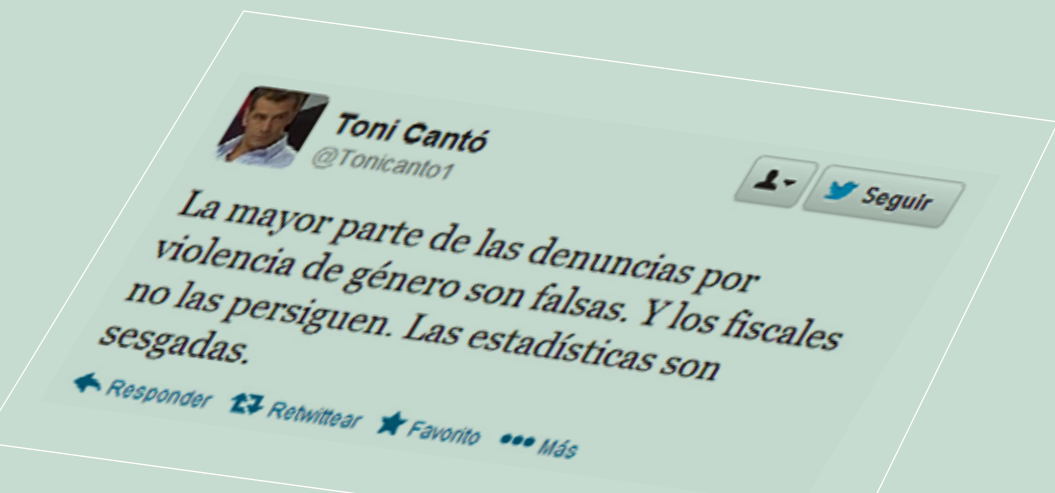 Toni Cantó
@Tonicanto1
Seguir
La mayor parte de las denuncias por
violencia de género son falsas. Y los fiscales
no las persiguen. Las estadísticas son
sesgadas.
Responder Retwittear Favorito Más